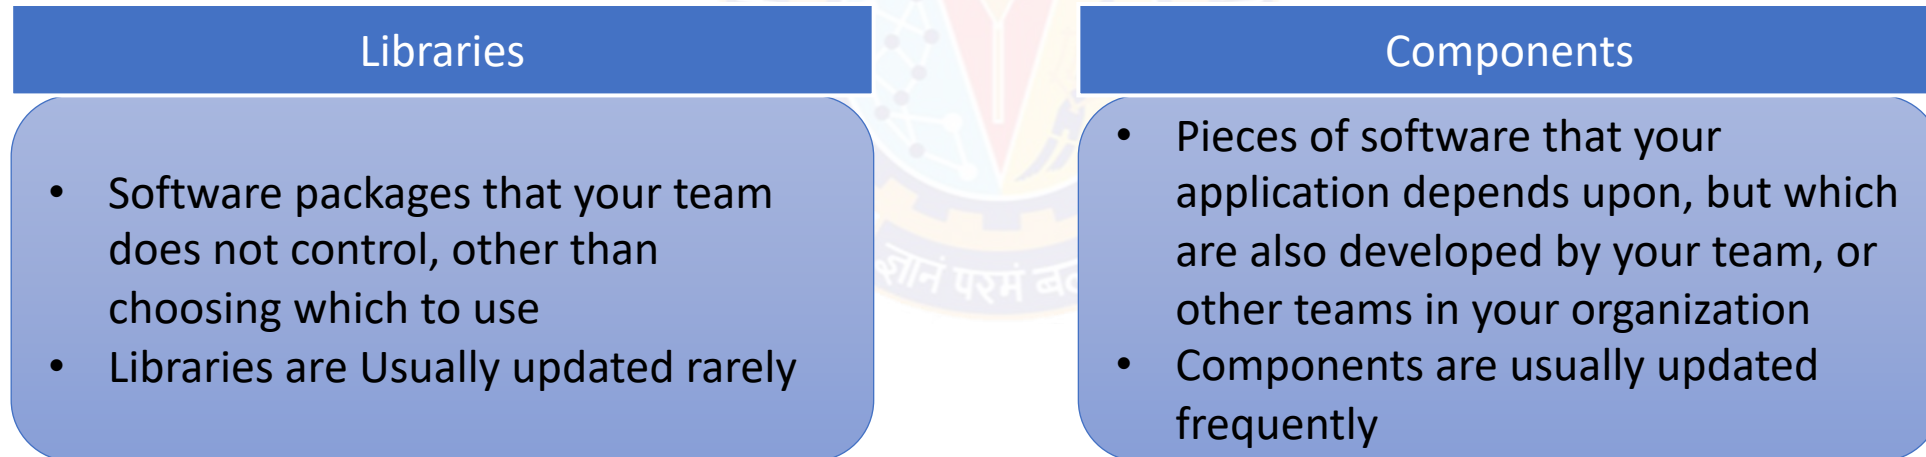 Libraries
• Software packages that your team
does not control, other than
choosing which to use
• Libraries are Usually updated rarely
Components
• Pieces of software that your
application depends upon, but which
are also developed by your team, or
other teams in your organization
• Components are usually updated
frequently
ज्ञानं परमं